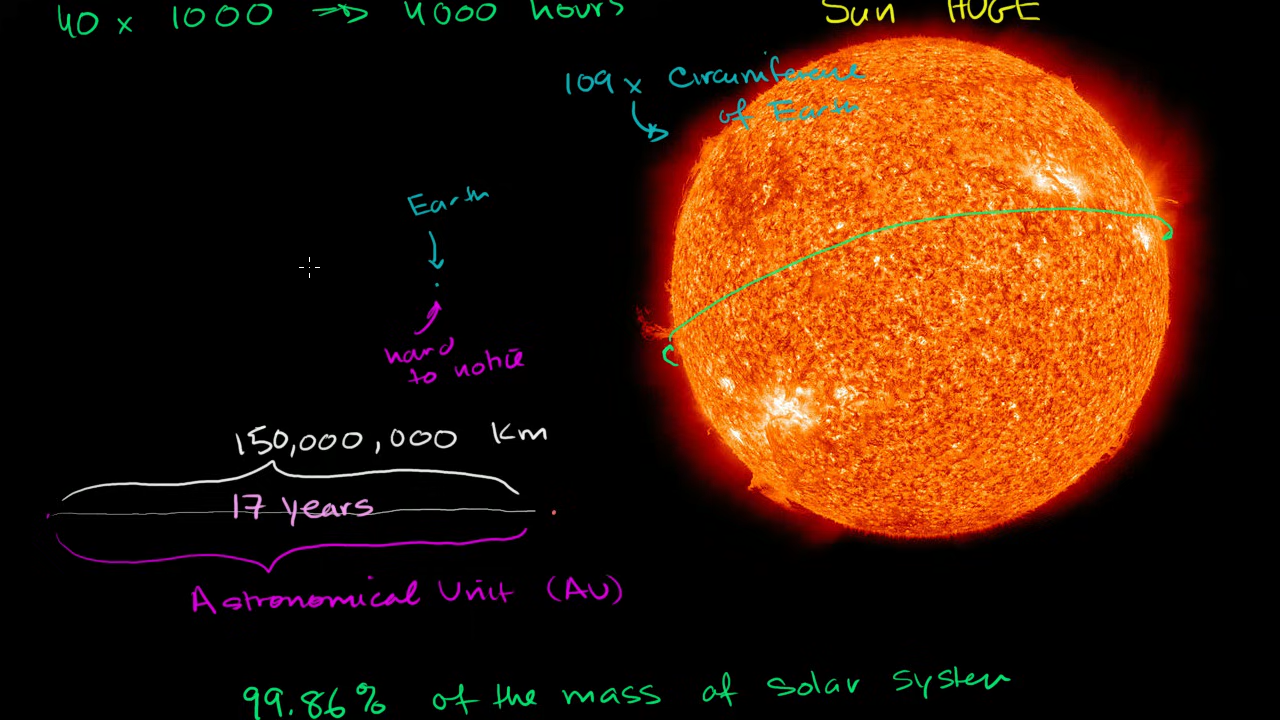 40 x 1000 ⇒ 4000 hours
Sun HUGE
109 x Circumference
of Earth
Earth
hard
to notice
150,000,000 Km
17 years
Astronomical Unit (AU)
99.86% of the mass of solar system